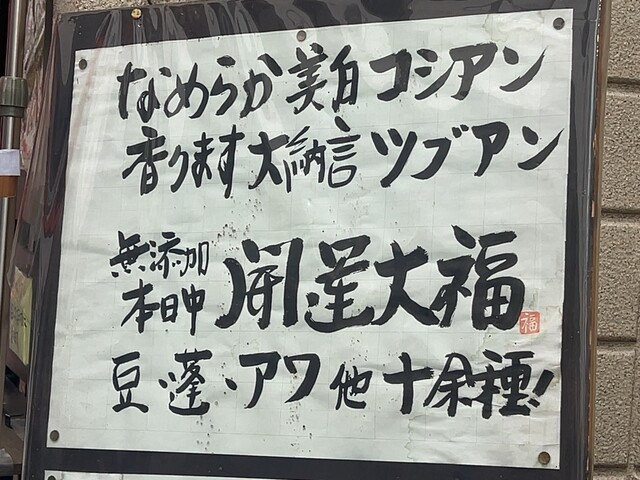 なめらか美白コシアン
香ります大納言ツブアン
無添加
本日中
開運大福
福
豆・蓬・アワ他十余種!